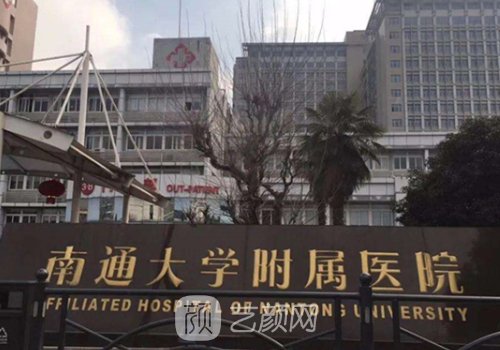 OUT-PATIENT
南通大学附属医院
FFILIATED HOSPITAL OF NANTONG UNIVERSITY
颜 艺颜网